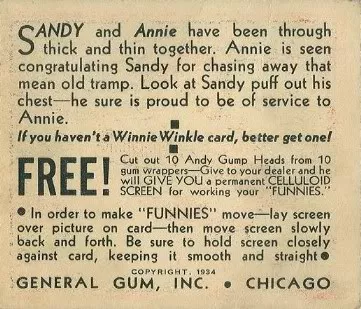 SANDY and Annie have been through
thick and thin together. Annie is seen
congratulating Sandy for chasing away that
mean old tramp. Look at Sandy puff out his
chest—he sure is proud to be of service to
Annie.
If you haven't a Winnie Winkle card, better get one!
FREE! Cut out 10 Andy Gump Heads from 10
gum wrappers—Give to your dealer and he
will GIVE YOU a permanent CELLULOID
SCREEN for working your "FUNNIES."
● In order to make "FUNNIES" move—lay screen
over picture on card—then move screen slowly
back and forth. Be sure to hold screen closely
against card, keeping it smooth and straight ●
COPYRIGHT, 1934
GENERAL GUM, INC. ● CHICAGO